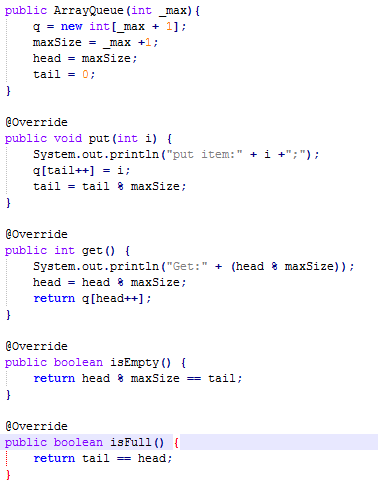 public ArrayQueue(int _max){
    q = new int[_max + 1];
    maxSize = _max +1;
    head = maxSize;
    tail = 0;
}

@Override
public void put(int i) {
    System.out.println("put item:" + i +";");
    q[tail++] = i;
    tail = tail % maxSize;
}

@Override
public int get() {
    System.out.println("Get:" + (head % maxSize));
    head = head % maxSize;
    return q[head++];
}

@Override
public boolean isEmpty() {
    return head % maxSize == tail;
}

@Override
public boolean isFull() {
    return tail == head;
}